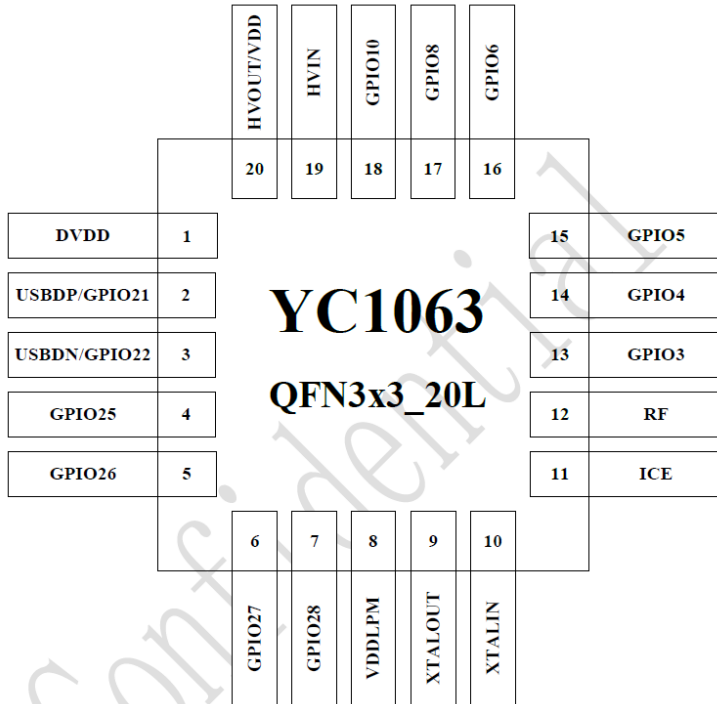 HVOUT/VDD
HVIN
GPIO10
GPIO8
GPIO6
20
19
18
17
16
DVDD 1
15 GPIO5
USBDP/GPIO21 2
14 GPIO4
USBDN/GPIO22 3
13 GPIO3
GPIO25 4
12 RF
GPIO26 5
11 ICE
YC1063
QFN3x3_20L
6
7
8
9
10
GPIO27
GPIO28
VDDLPM
XTALOUT
XTALIN
Confidential